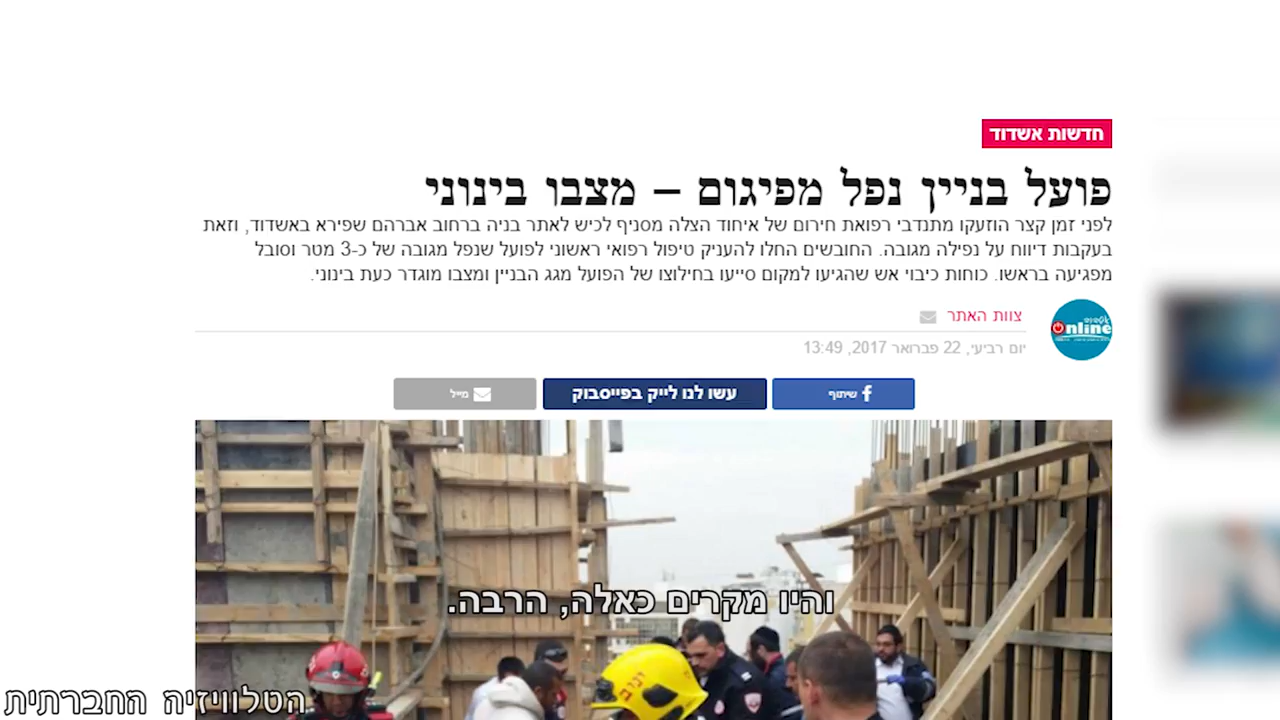 חדשות אשדוד
פועל בניין נפל מפיגום – מצבו בינוני
לפני זמן קצר הוזעקו מתנדבי רפואת חירום של איחוד הצלה מסניף לכיש לאתר בניה ברחוב אברהם שפירא באשדוד, וזאת
בעקבות דיווח על נפילה מגובה. החובשים החלו להעניק טיפול רפואי ראשוני לפועל שנפל מגובה של כ-3 מטר וסובל
מפגיעה בראשו. כוחות כיבוי אש שהגיעו למקום סייעו בחילוצו של הפועל מגג הבניין ומצבו מוגדר כעת בינוני.
צוות האתר
Online
יום רביעי, 22 פברואר 2017, 13:49
שיתוף
עשו לנו לייק בפייסבוק
מייל
והיו מקרים כאלה, הרבה.
הטלוויזיה החברתית